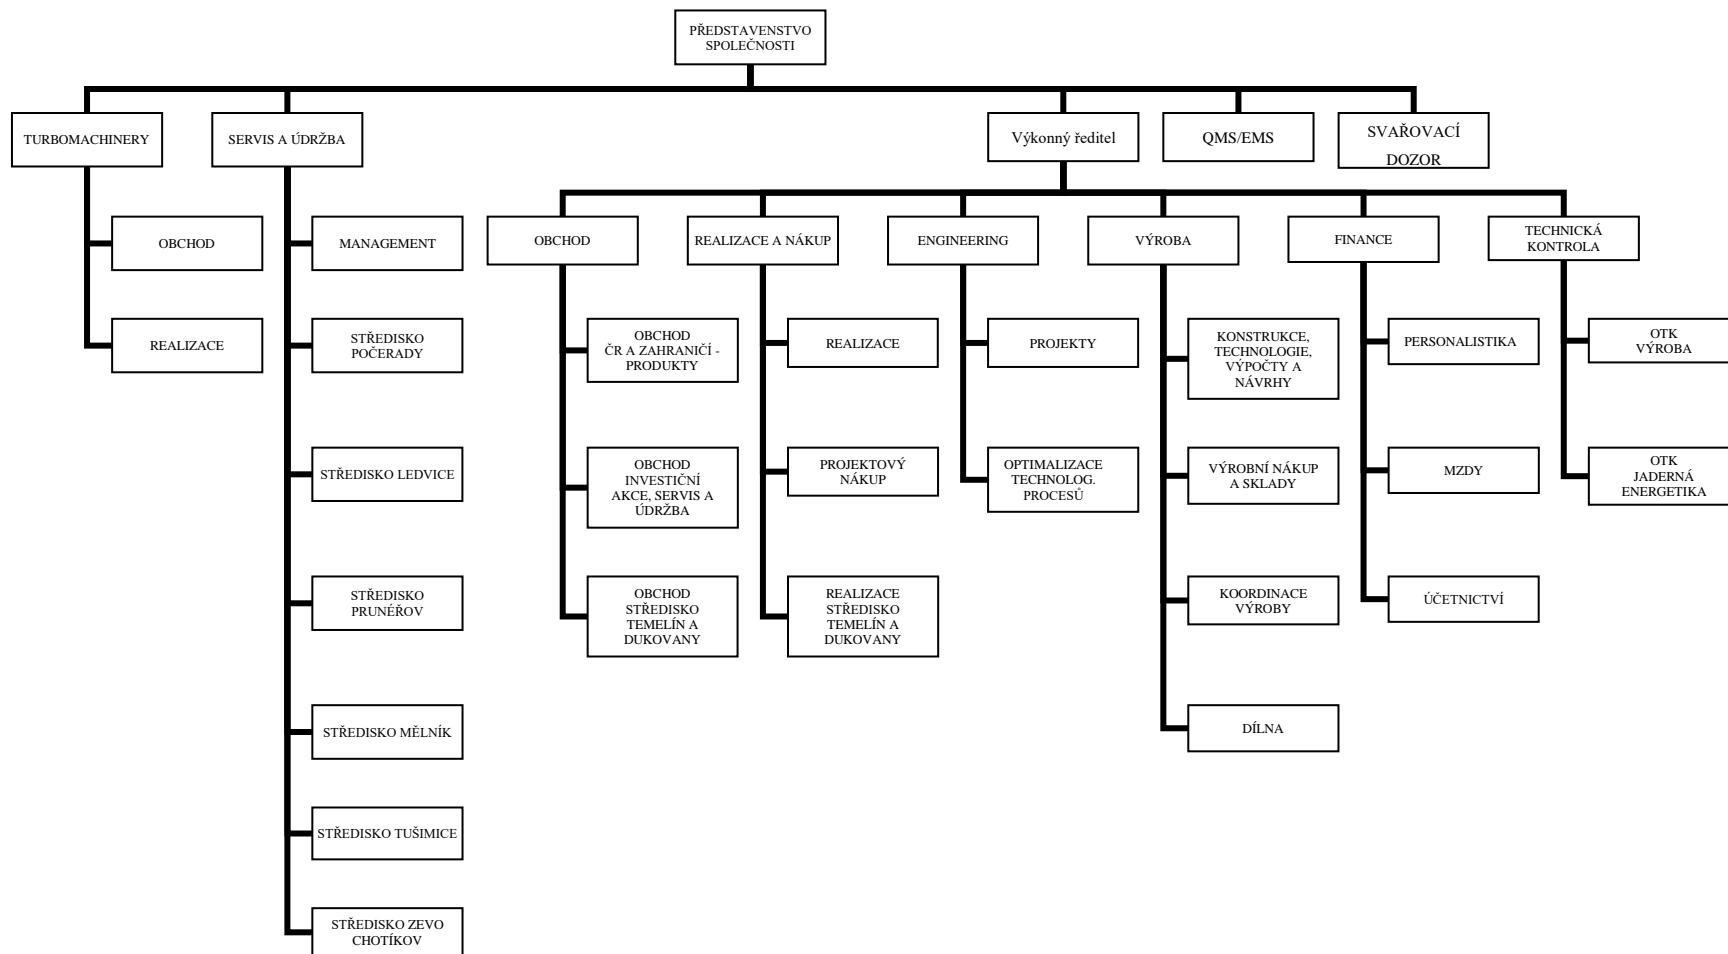 PŘEDSTAVENSTVO
SPOLEČNOSTI
TURBOMACHINERY
SERVIS A ÚDRŽBA
Výkonný ředitel
QMS/EMS
SVAŘOVACÍ
DOZOR
OBCHOD
REALIZACE
MANAGEMENT
STŘEDISKO
POČERADY
STŘEDISKO LEDVICE
STŘEDISKO
PRUNÉŘOV
STŘEDISKO MĚLNÍK
STŘEDISKO TUŠIMICE
STŘEDISKO ZEVO
CHOTÍKOV
OBCHOD
OBCHOD
ČR A ZAHRANIČÍ -
PRODUKTY
OBCHOD
INVESTIČNÍ
AKCE, SERVIS A
ÚDRŽBA
OBCHOD
STŘEDISKO
TEMELÍN A
DUKOVANY
REALIZACE A NÁKUP
REALIZACE
PROJEKTOVÝ
NÁKUP
REALIZACE
STŘEDISKO
TEMELÍN A
DUKOVANY
ENGINEERING
PROJEKTY
OPTIMALIZACE
TECHNOLOG.
PROCESŮ
VÝROBA
KONSTRUKCE,
TECHNOLOGIE,
VÝPOČTY A
NÁVRHY
VÝROBNÍ NÁKUP
A SKLADY
KOORDINACE
VÝROBY
DÍLNA
FINANCE
PERSONALISTIKA
MZDY
ÚČETNICTVÍ
TECHNICKÁ
KONTROLA
OTK
VÝROBA
OTK
JADERNÁ
ENERGETIKA